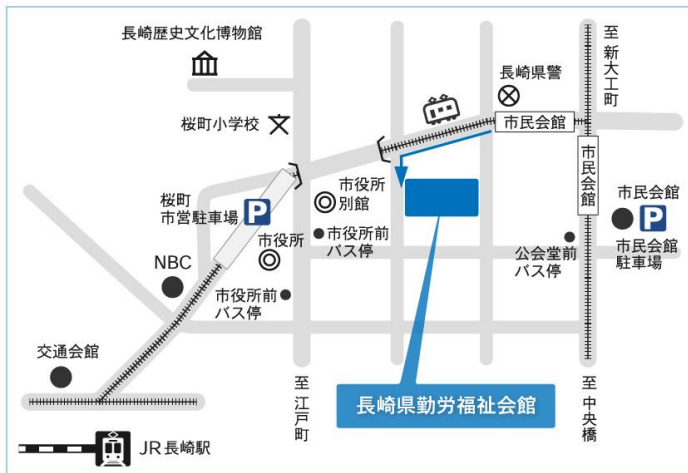 長崎歴史文化博物館
至新大工町
長崎県警
桜町小学校
市民会館
市民会館
桜町
市営駐車場
P
市役所
別館
市民会館
P
市民会館
駐車場
市役所
市役所前
バス停
公会堂前
バス停
NBC
市役所前
バス停
交通会館
至江戸町
長崎県勤労福祉会館
至中央橋
JR長崎駅